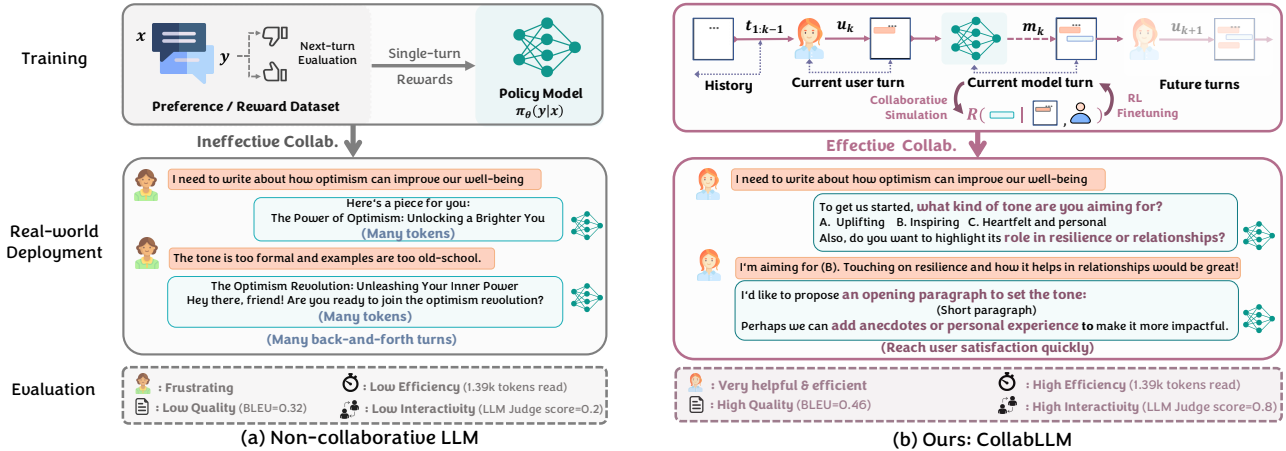 Training
x
y
Next-turn
Evaluation
Preference / Reward Dataset
Single-turn
Rewards
Policy Model
πθ(y|x)
Ineffective Collab.
...
History
t1:k−1
uk
...
Current user turn
mk
...
Current model turn
uk+1
...
Future turns
Collaborative
Simulation
R( | ... , )
RL
Finetuning
Effective Collab.
Real-world
Deployment
I need to write about how optimism can improve our well-being
Here's a piece for you:
The Power of Optimism: Unlocking a Brighter You
(Many tokens)
The tone is too formal and examples are too old-school.
The Optimism Revolution: Unleashing Your Inner Power
Hey there, friend! Are you ready to join the optimism revolution?
(Many tokens)
(Many back-and-forth turns)
I need to write about how optimism can improve our well-being
To get us started, what kind of tone are you aiming for?
A. Uplifting B. Inspiring C. Heartfelt and personal
Also, do you want to highlight its role in resilience or relationships?
I'm aiming for (B). Touching on resilience and how it helps in relationships would be great!
I'd like to propose an opening paragraph to set the tone:
(Short paragraph)
Perhaps we can add anecdotes or personal experience to make it more impactful.
(Reach user satisfaction quickly)
Evaluation
: Frustrating
: Low Efficiency (1.39k tokens read)
: Low Quality (BLEU=0.32)
: Low Interactivity (LLM Judge score=0.2)
: Very helpful & efficient
: High Efficiency (1.39k tokens read)
: High Quality (BLEU=0.46)
: High Interactivity (LLM Judge score=0.8)
(a) Non-collaborative LLM
(b) Ours: CollabLLM